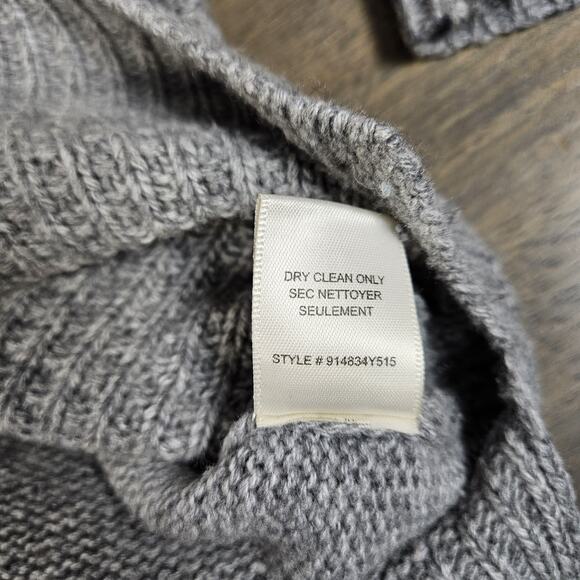 DRY CLEAN ONLY
SEC NETTOYER
SEULEMENT
STYLE # 914834Y515